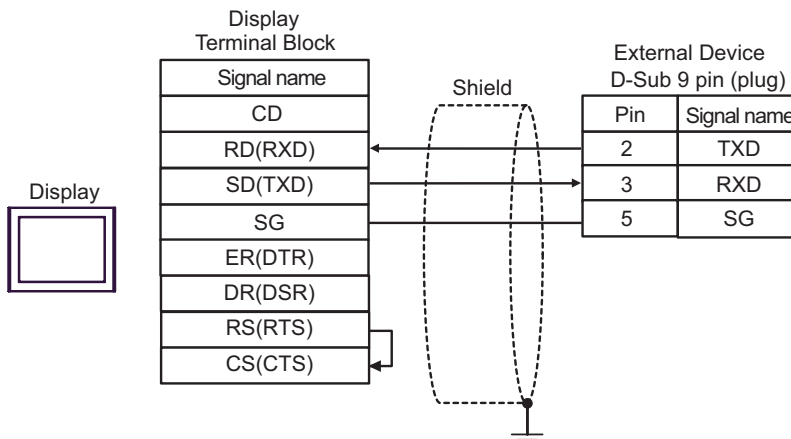 Display
Terminal Block
Signal name
CD
RD(RXD)
SD(TXD)
SG
ER(DTR)
DR(DSR)
RS(RTS)
CS(CTS)
Display
Shield
External Device
D-Sub 9 pin (plug)
Pin Signal name
2 TXD
3 RXD
5 SG